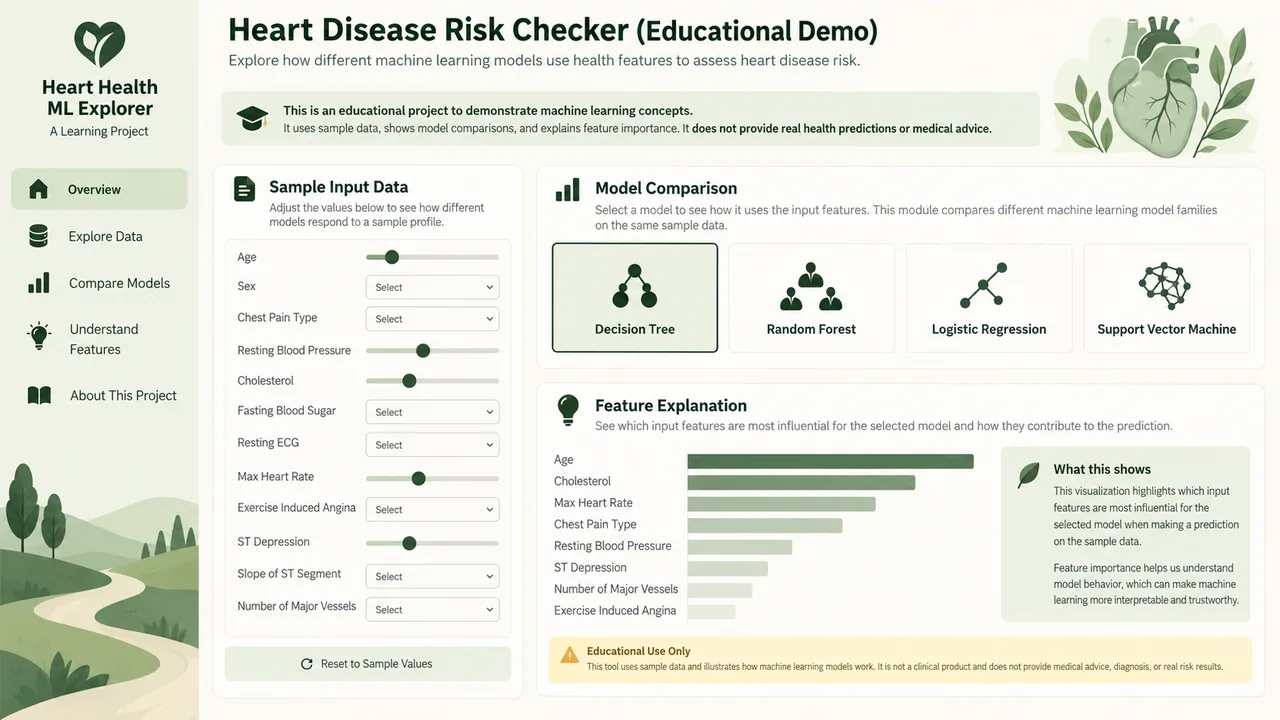 Heart Health
ML Explorer
A Learning Project
Overview
Explore Data
Compare Models
Understand
Features
About This Project
Heart Disease Risk Checker (Educational Demo)
Explore how different machine learning models use health features to assess heart disease risk.
This is an educational project to demonstrate machine learning concepts.
It uses sample data, shows model comparisons, and explains feature importance. It does not provide real health predictions or medical advice.
Sample Input Data
Adjust the values below to see how different
models respond to a sample profile.
Age
Sex Select
Chest Pain Type Select
Resting Blood Pressure
Cholesterol
Fasting Blood Sugar Select
Resting ECG Select
Max Heart Rate
Exercise Induced Angina Select
ST Depression
Slope of ST Segment Select
Number of Major Vessels Select
Reset to Sample Values
Model Comparison
Select a model to see how it uses the input features. This module compares different machine learning model families
on the same sample data.
Decision Tree
Random Forest
Logistic Regression
Support Vector Machine
Feature Explanation
See which input features are most influential for the selected model and how they contribute to the prediction.
Age
Cholesterol
Max Heart Rate
Chest Pain Type
Resting Blood Pressure
ST Depression
Number of Major Vessels
Exercise Induced Angina
What this shows
This visualization highlights which input
features are most influential for the
selected model when making a prediction
on the sample data.
Feature importance helps us understand
model behavior, which can make machine
learning more interpretable and trustworthy.
Educational Use Only
This tool uses sample data and illustrates how machine learning models work. It is not a clinical product and does not provide medical advice, diagnosis, or real risk results.